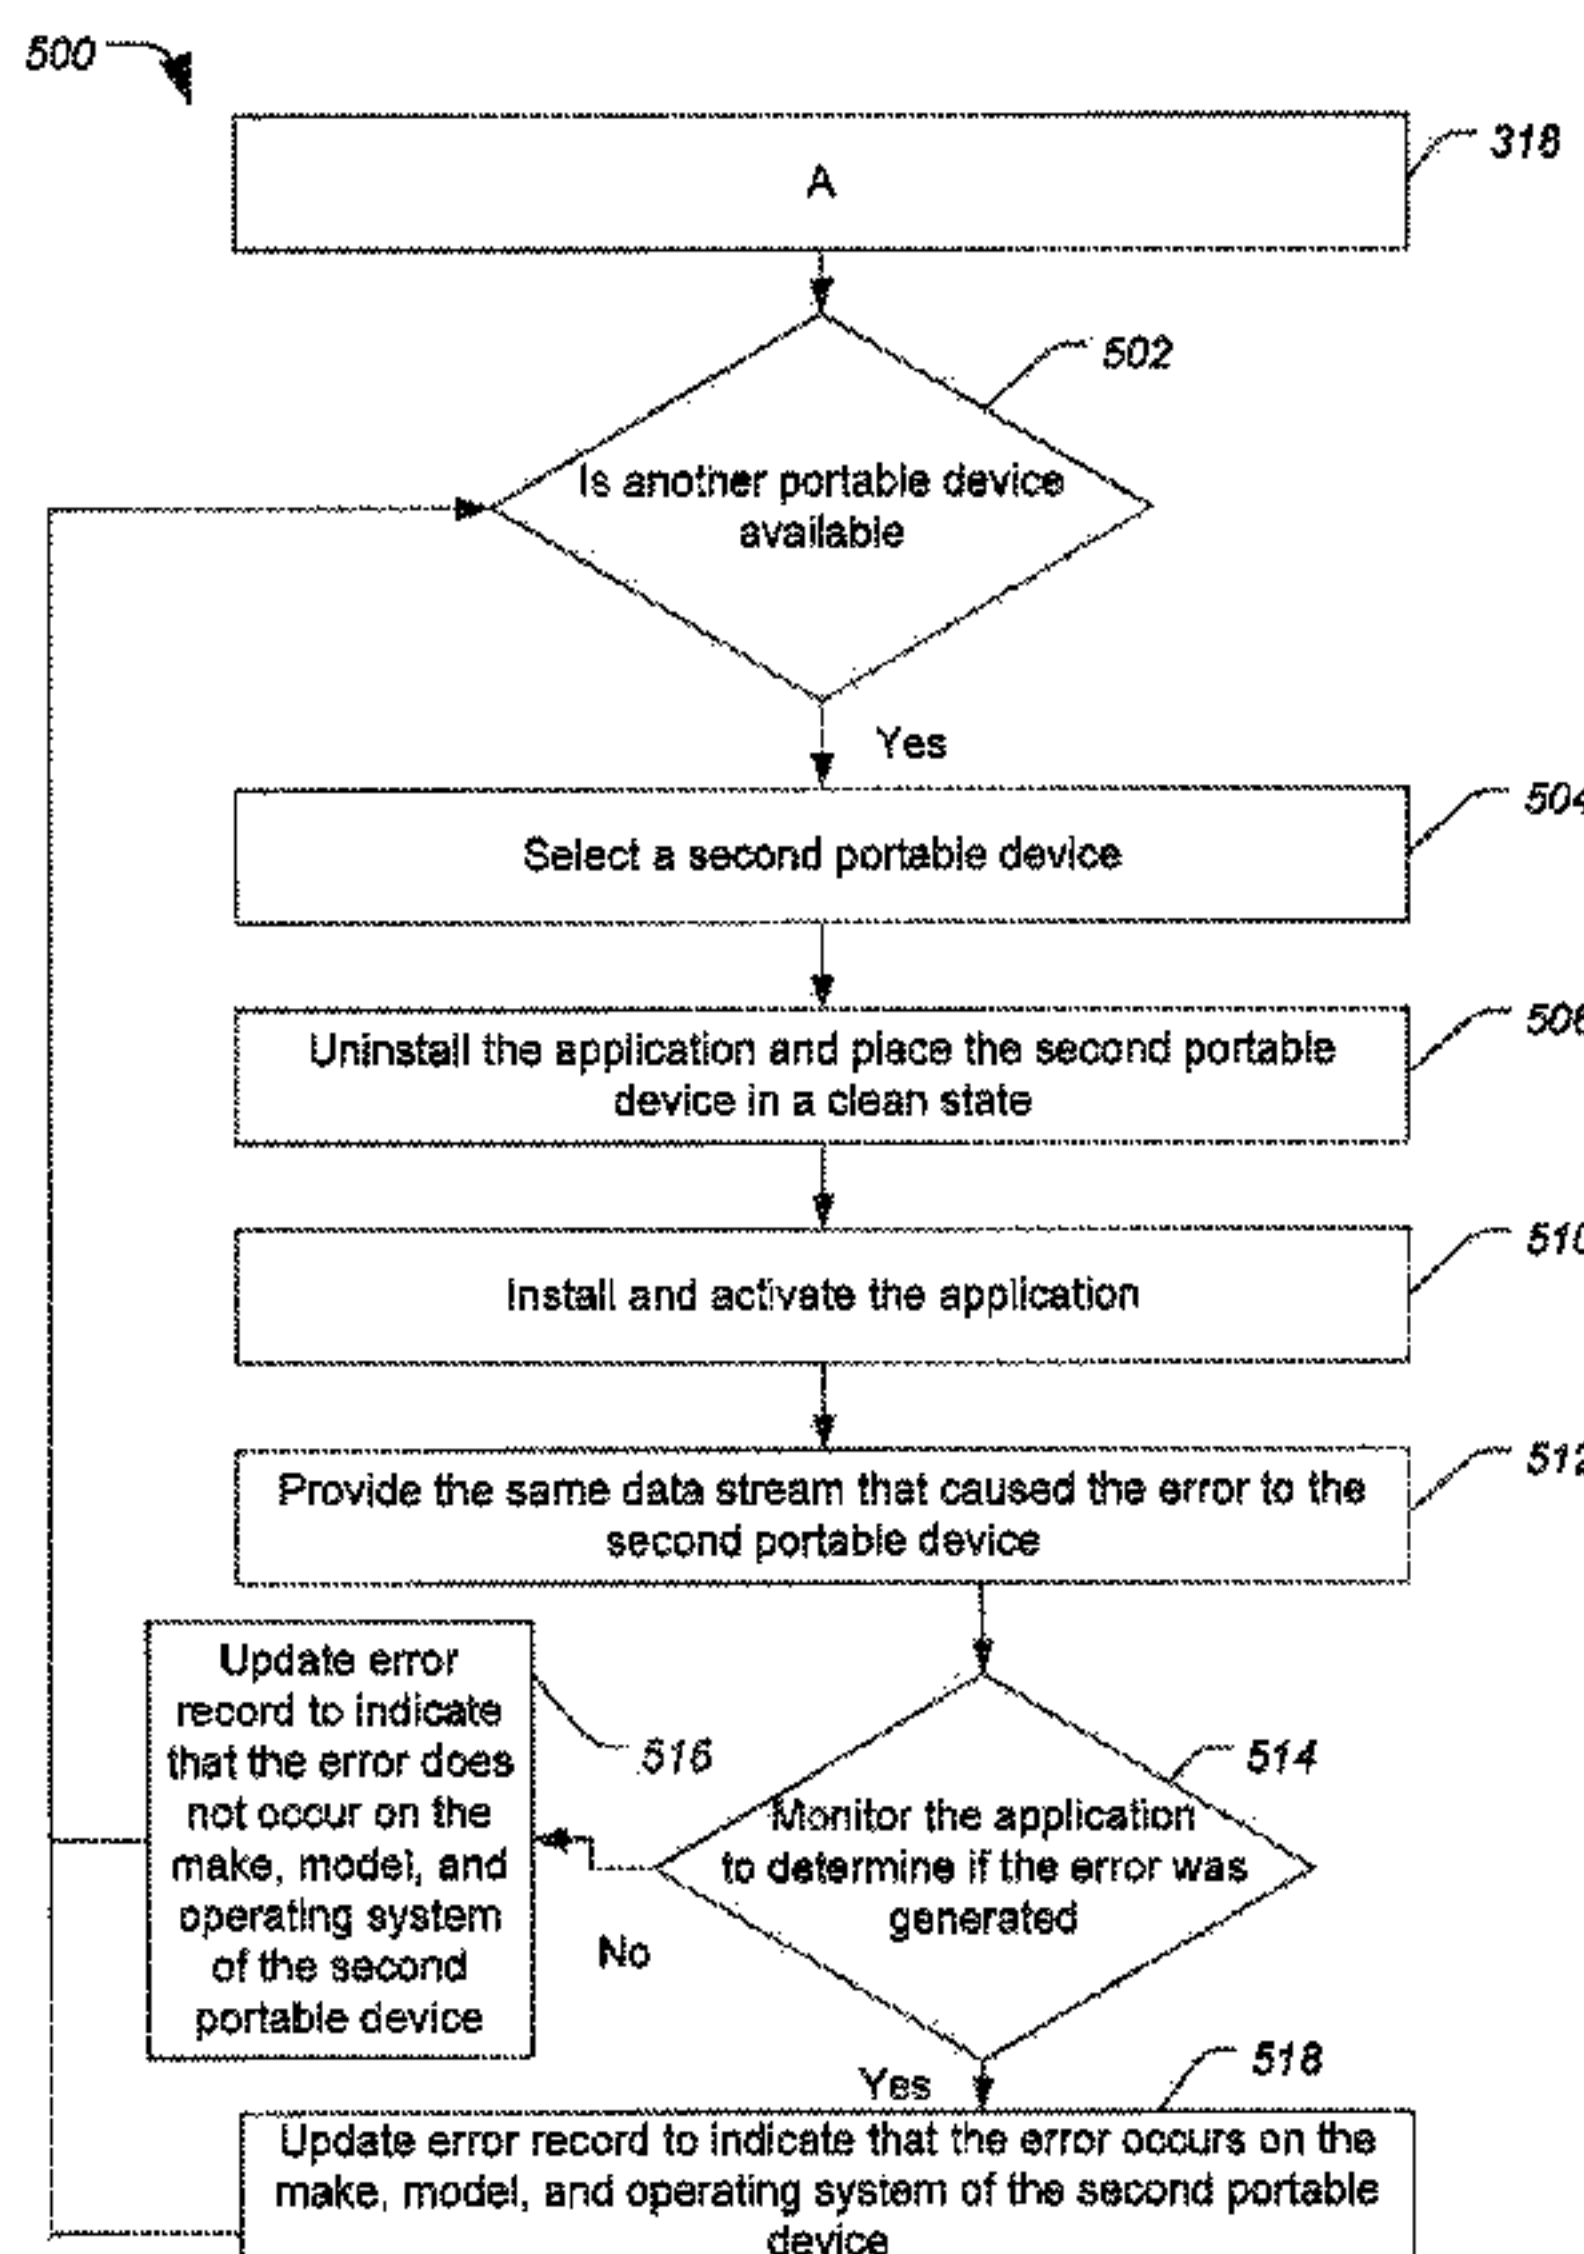 500
A
318
502
Is another portable device
available
Yes
Select a second portable device
504
Uninstall the application and place the second portable
device in a clean state
506
Install and activate the application
510
Provide the same data stream that caused the error to the
second portable device
512
Update error
record to indicate
that the error does
not occur on the
make, model, and
operating system
of the second
portable device
516
514
Monitor the application
to determine if the error was
generated
No
Yes
518
Update error record to indicate that the error occurs on the
make, model, and operating system of the second portable
device